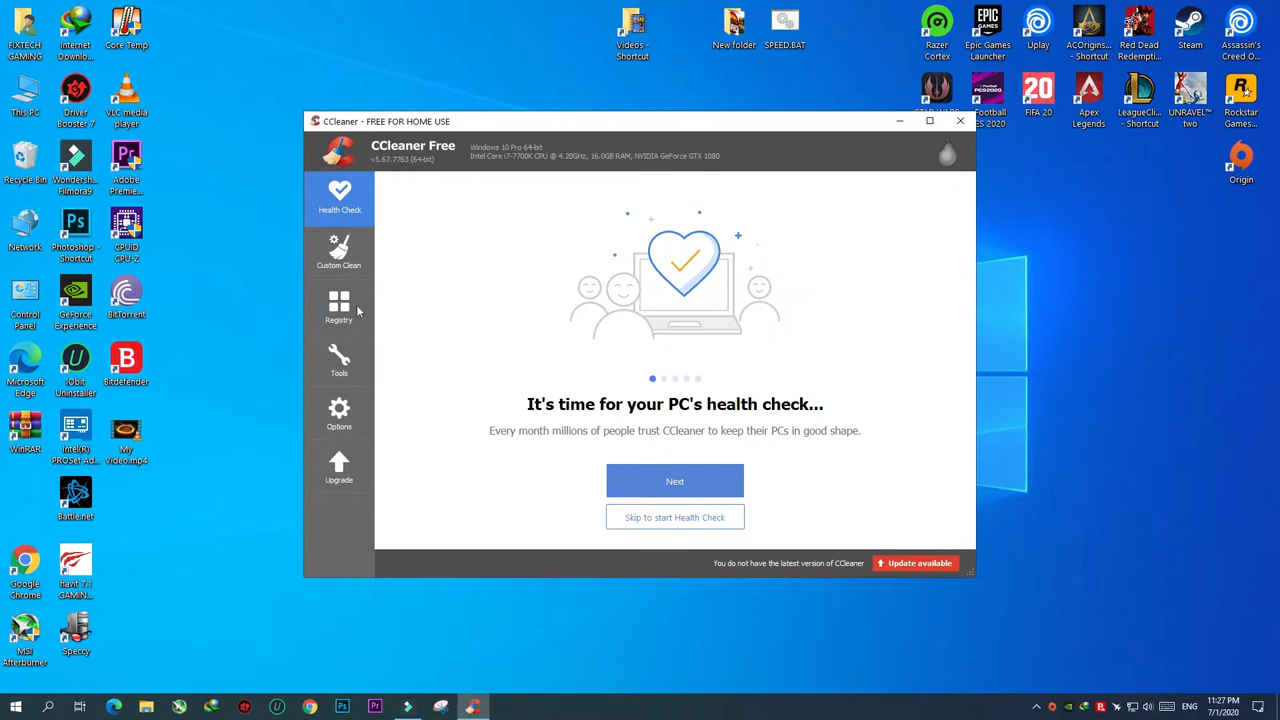 FIXTECH
GAMING
Internet
Downlo...
Core Temp
Videos -
Shortcut
New folder
SPEED.BAT
Razer
Cortex
Epic Games
Launcher
Uplay
ACOrigins...
- Shortcut
Red Dead
Redempti...
Steam
Assassin's
Creed O...
This PC
Driver
Booster 7
VLC media
player
PES 2020
FIFA 20
Apex
Legends
LeagueCli...
- Shortcut
UNRAVEL™
two
Rockstar
Games...
Recycle Bin
Wondersh...
Filmora9
Adobe
Premie...
Origin
Network
Photoshop -
Shortcut
CPUID
CPU-Z
Control
Panel
GeForce
Experience
BitTorrent
Microsoft
Edge
IObit
Uninstaller
Bitdefender
WinRAR
Intel(R)
PROSet Ad...
My
Video.mp4
Battle.net
Google
Chrome
havit 7.1
GAMIN...
MSI
Afterburner
Speccy
CCleaner - FREE FOR HOME USE
CCleaner Free
v5.67.7763 (64-bit)
Windows 10 Pro 64-bit
Intel Core i7-7700K CPU @ 4.20GHz, 16.0GB RAM, NVIDIA GeForce GTX 1080
Health Check
Custom Clean
Registry
Tools
Options
Upgrade
It's time for your PC's health check...
Every month millions of people trust CCleaner to keep their PCs in good shape.
Next
Skip to start Health Check
You do not have the latest version of CCleaner
Update available
11:27 PM
7/1/2020